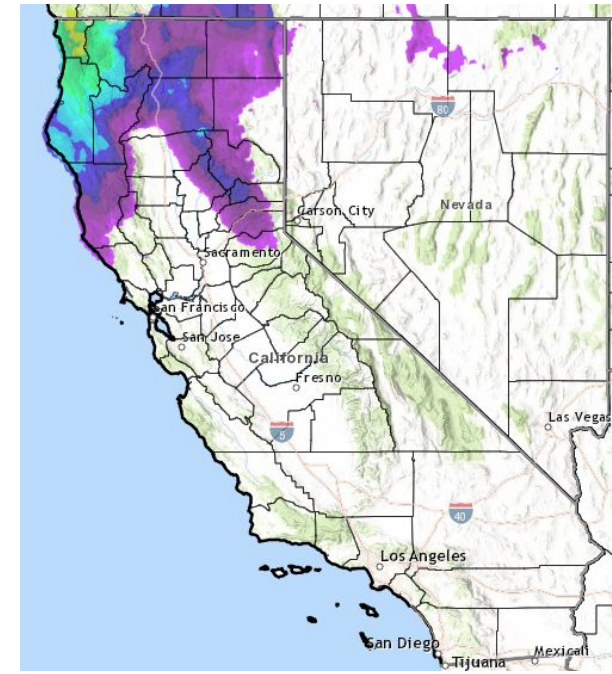 80
Carson City
Nevada
Sacramento
San Francisco
San Jose
California
Fresno
Las Vegas
5
40
Los Angeles
San Diego
Tijuana
Mexicali